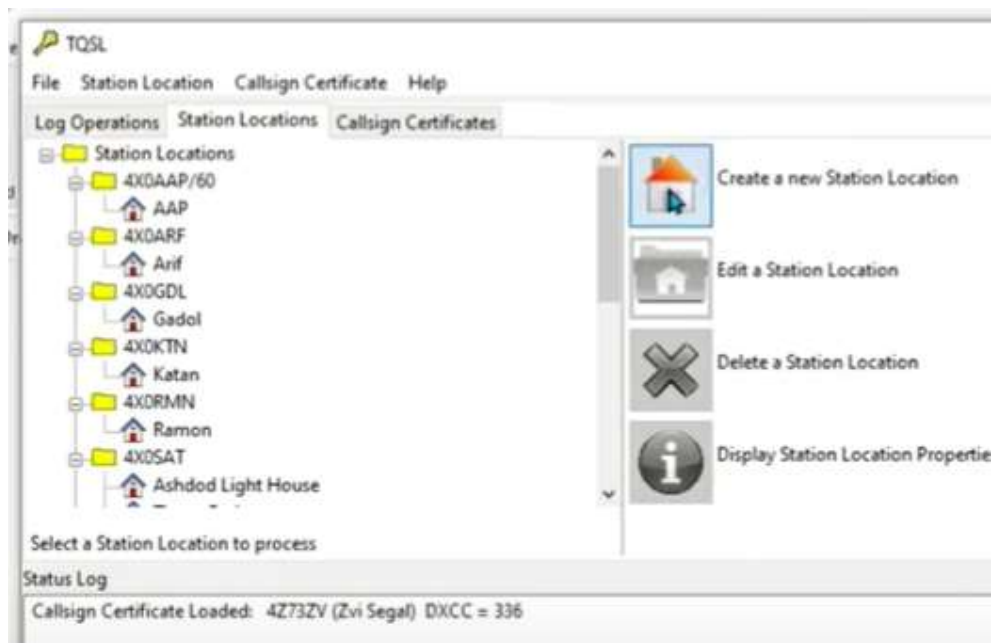 TQSL
File Station Location Callsign Certificate Help
Log Operations Station Locations Callsign Certificates
Station Locations
4X0AAP/60
AAP
4X0ARF
Arif
4X0GDL
Gadol
4X0KTN
Katan
4X0RMN
Ramon
4X0SAT
Ashdod Light House
Create a new Station Location
Edit a Station Location
Delete a Station Location
Display Station Location Propertie
Select a Station Location to process
Status Log
Callsign Certificate Loaded: 4Z73ZV (Zvi Segal) DXCC = 336